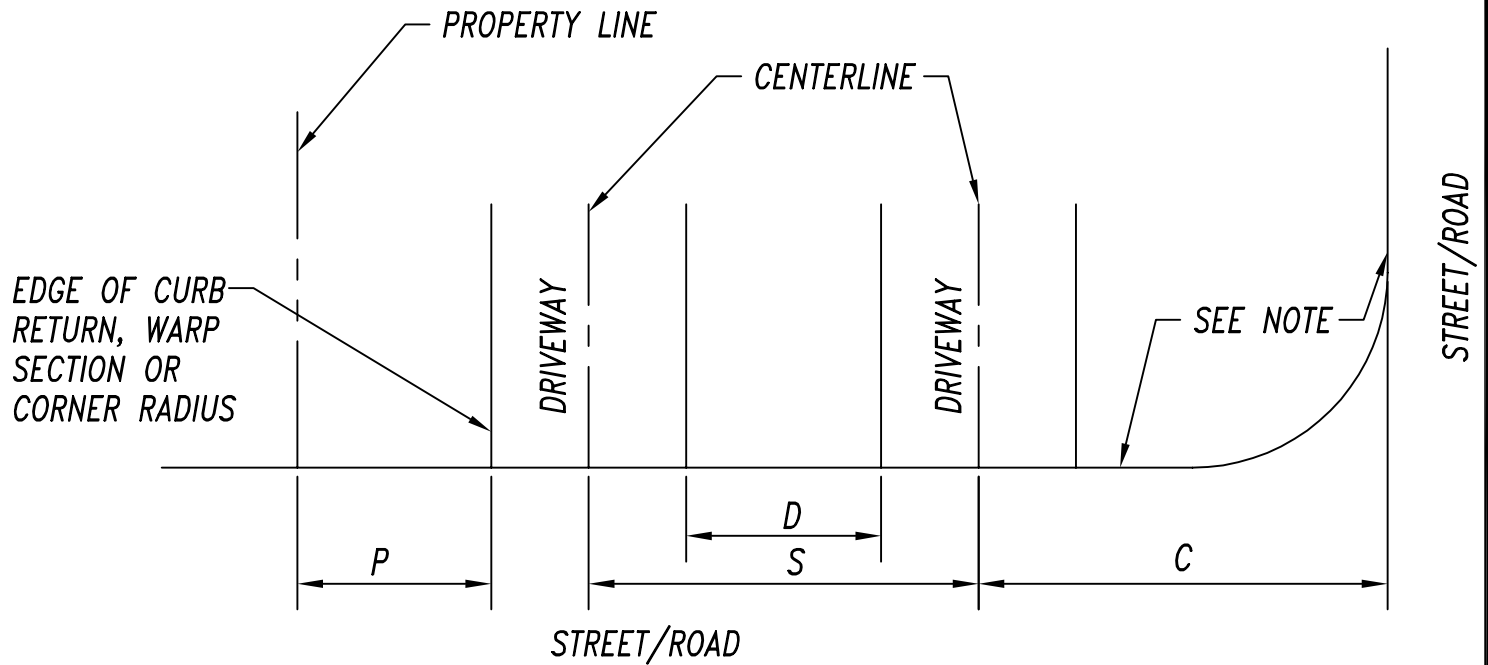 PROPERTY LINE
CENTERLINE
EDGE OF CURB
RETURN, WARP
SECTION OR
CORNER RADIUS
DRIVEWAY
DRIVEWAY
SEE NOTE
STREET/ROAD
D
P
S
C
STREET/ROAD